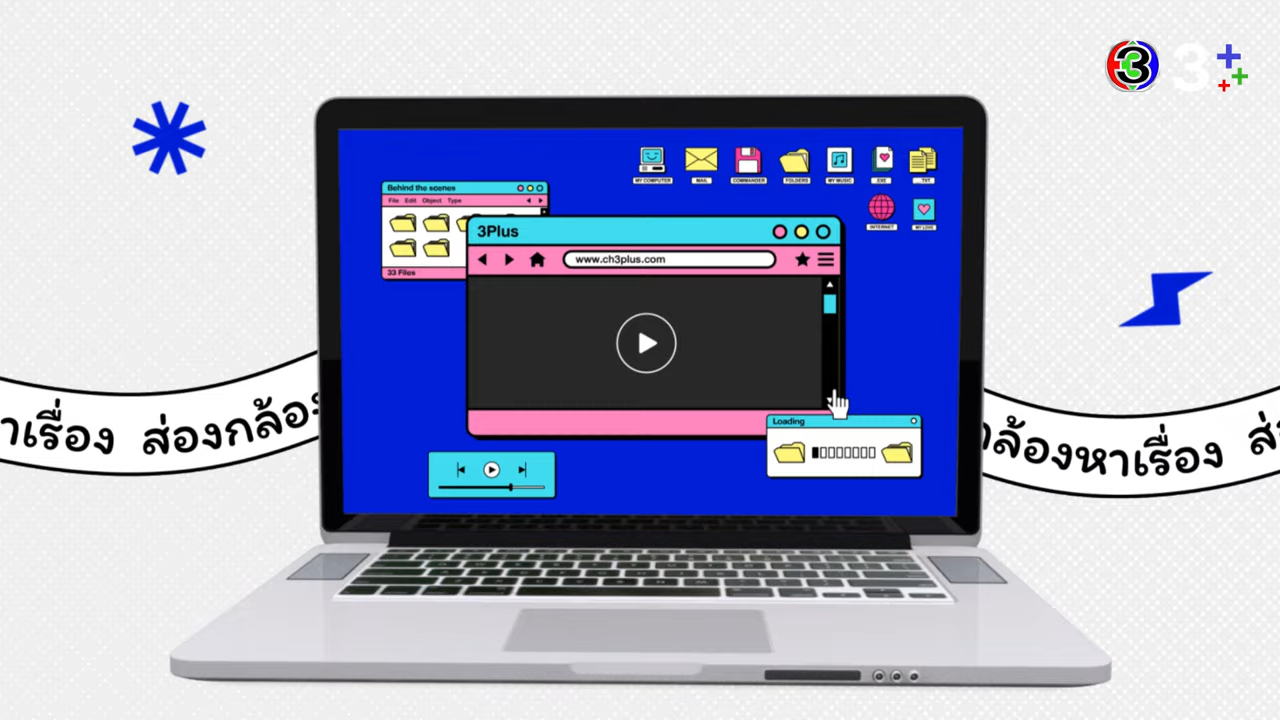 3 3
MY COMPUTER MAIL COMMANDER FOLDERS MY MUSIC EXE TXT
INTERNET MY LOVE
Behind the scenes
File Edit Object Type
33 Files
3Plus
www.ch3plus.com
Loading
าเรื่อง ส่องกล้อง
กล้องหาเรื่อง ส่